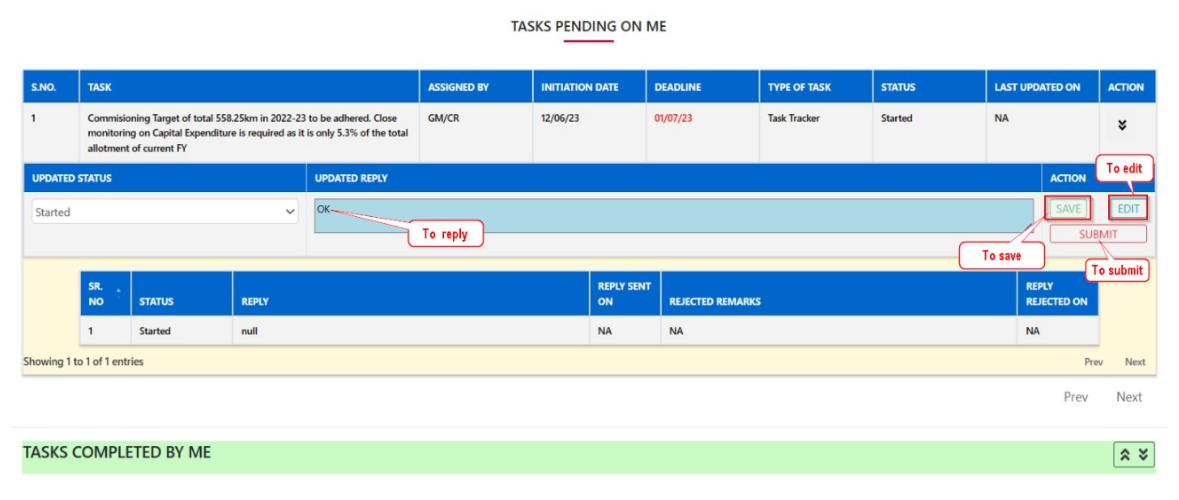 TASKS PENDING ON ME
S.NO. TASK ASSIGNED BY INITIATION DATE DEADLINE TYPE OF TASK STATUS LAST UPDATED ON ACTION
1 Commisioning Target of total 558.25km in 2022-23 to be adhered. Close GM/CR 12/06/23 01/07/23 Task Tracker Started NA
monitoring on Capital Expenditure is required as it is only 5.3% of the total
allotment of current FY
To edit
UPDATED STATUS UPDATED REPLY ACTION
Started OK SAVE EDIT
To reply
SUBMIT
To save
To submit
SR. REPLY SENT REPLY
NO STATUS REPLY ON REJECTED REMARKS REJECTED ON
1 Started null NA NA NA
Showing 1 to 1 of 1 entries Prev Next
Prev Next
TASKS COMPLETED BY ME